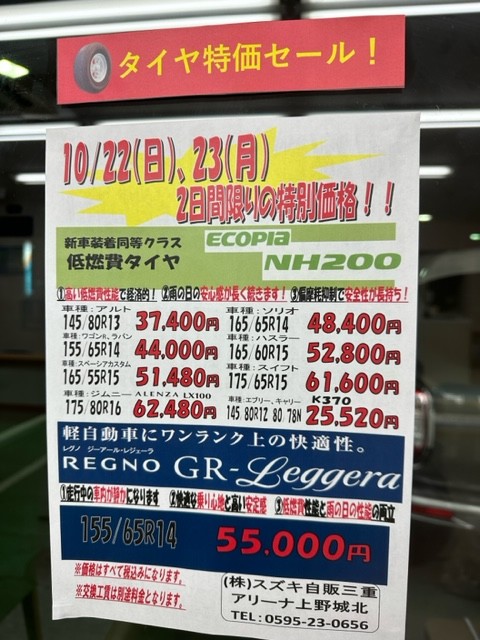 タイヤ特価セール！
10/22(日)、23(月)
2日間限りの特別価格！！
新車装着同等クラス
低燃費タイヤ
ECOPIA
NH200
①高い低燃費性能で経済的！ ②雨の日の安心感が長く続きます！ ③偏摩耗抑制で安全性が長持ち！
車種：アルト
145/80R13 37,400円
車種：ソリオ
165/65R14 48,400円
車種：ワゴンR、ラパン
155/65R14 44,000円
車種：ハスラー
165/60R15 52,800円
車種：スペーシアカスタム
165/55R15 51,480円
車種：スイフト
175/65R15 61,600円
車種：ジムニー ALENZA LX100
175/80R16 62,480円
車種：エブリー、キャリー K370
145 80R12 80/78N 25,520円
軽自動車にワンランク上の快適性。
レグノ ジーアール・レジェーラ
REGNO GR-Leggera
①走行中の車内が静かになります ②快適な乗り心地と高い安定感 ③低燃費性能と雨の日の性能の両立
155/65R14 55.000円
※価格はすべて税込みになります。
※交換工賃は別途料金となります。
(株)スズキ自販三重
アリーナ上野城北
TEL：0595-23-0656